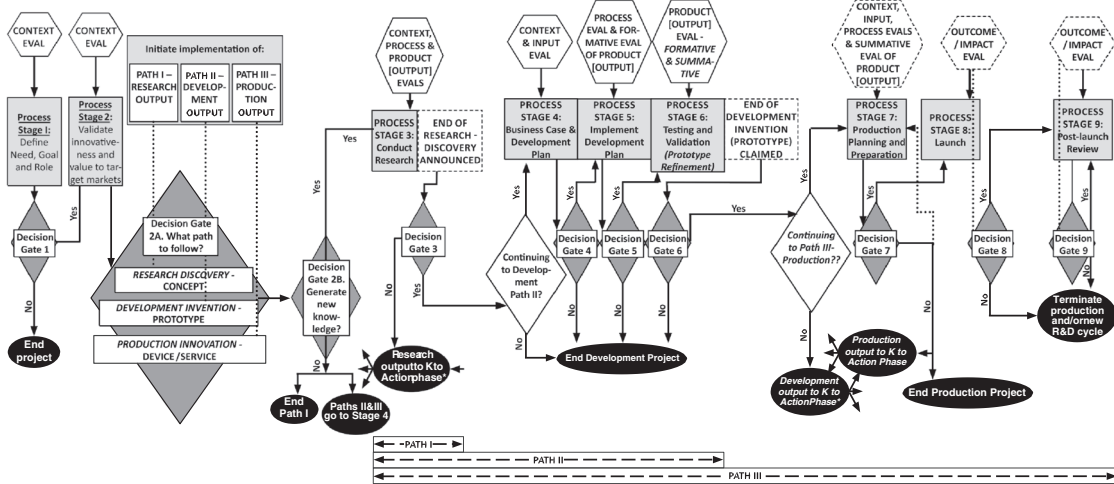 CONTEXT
EVAL
CONTEXT
EVAL
Initiate implementation of:
PATH I –
RESEARCH
OUTPUT
PATH II –
DEVELOP-
MENT
OUTPUT
PATH III –
PRODUC-
TION
OUTPUT
Process
Stage I:
Define
Need, Goal
and Role
Process
Stage 2:
Validate
innovative-
ness and
value to tar-
get markets
Decision
Gate 1
Yes
No
End
project
Decision Gate
2A. What path
to follow?
RESEARCH DISCOVERY -
CONCEPT
DEVELOPMENT INVENTION -
PROTOTYPE
PRODUCTION INNOVATION -
DEVICE/SERVICE
Yes
Decision
Gate 2B.
Generate
new
know-
ledge?
No
End
Path I
Paths II&III
go to Stage 4
CONTEXT,
PROCESS &
PRODUCT
[OUTPUT]
EVALS
Yes
PROCESS
STAGE 3:
Conduct
Research
END OF
RESEARCH -
DISCOVERY
ANNOUNCED
Decision
Gate 3
No
Yes
Reseach
outputto Kto
Actionphase*
CONTEXT
& INPUT
EVAL
PROCESS
EVAL & FOR-
MATIVE EVAL
OF PRODUCT
[OUTPUT]
PRODUCT
[OUTPUT]
EVAL -
FORMATIVE
& SUMMA-
TIVE
PROCESS
STAGE 4:
Business Case &
Development
Plan
PROCESS
STAGE 5:
Implement
Development
Plan
PROCESS
STAGE 6:
Testing and
Validation
(Prototype
Refinement)
END OF
DEVELOPMENT
INVENTION
(PROTOTYPE)
CLAIMED
Yes
Continuing
to Develop-
ment
Path II?
No
Yes
Decision
Gate 4
No
Yes
Decision
Gate 5
No
Yes
Decision
Gate 6
No
End Development Project
Yes
CONTEXT,
INPUT,
PROCESS EVALS
& SUMMATIVE
EVAL OF
PRODUCT
[OUTPUT]
OUTCOME
/IMPACT
EVAL
OUTCOME/
IMPACT
EVAL
PROCESS
STAGE 7:
Production
Planning and
Preparation
PROCESS
STAGE 8:
Launch
PROCESS
STAGE 9:
Post-launch
Review
Yes
Continuing
to Path III-
Production??
No
Yes
Decision
Gate 7
No
Yes
Decision
Gate 8
No
Yes
Decision
Gate 9
No
Terminate
production
and/ornew
R&D cycle
Production
output to K to
Action Phase
Development
output to K to
ActionPhase*
End Production Project
PATH I
PATH II
PATH III